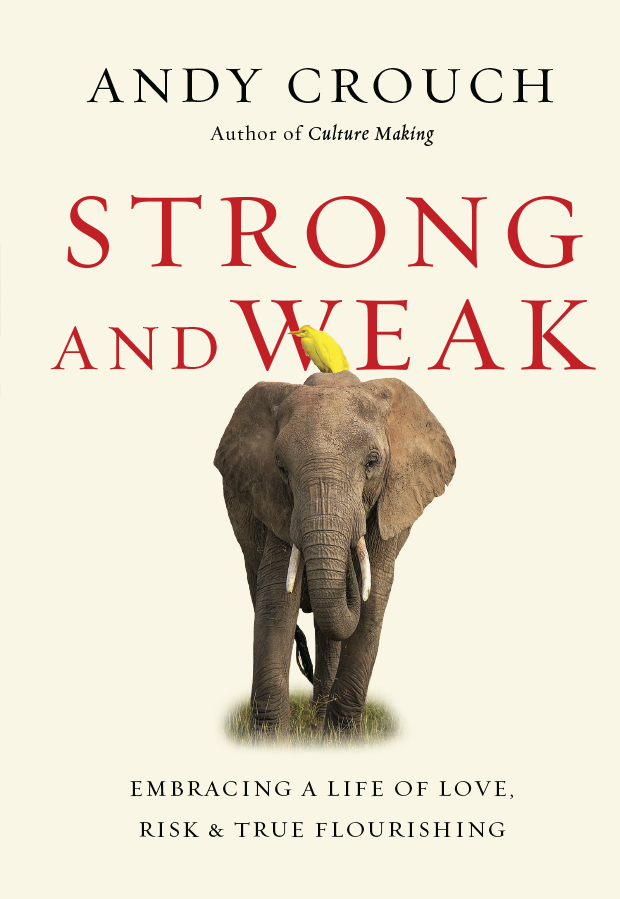 ANDY CROUCH
Author of Culture Making
STRONG
AND WEAK
EMBRACING A LIFE OF LOVE,
RISK & TRUE FLOURISHING